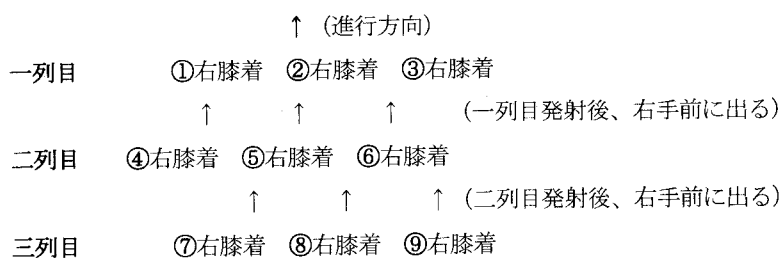 ↑ (進行方向)
一列目 ①右膝着 ②右膝着 ③右膝着
↑ ↑ ↑ (一列目発射後、右手前に出る)
二列目 ④右膝着 ⑤右膝着 ⑥右膝着
↑ ↑ ↑ (二列目発射後、右手前に出る)
三列目 ⑦右膝着 ⑧右膝着 ⑨右膝着